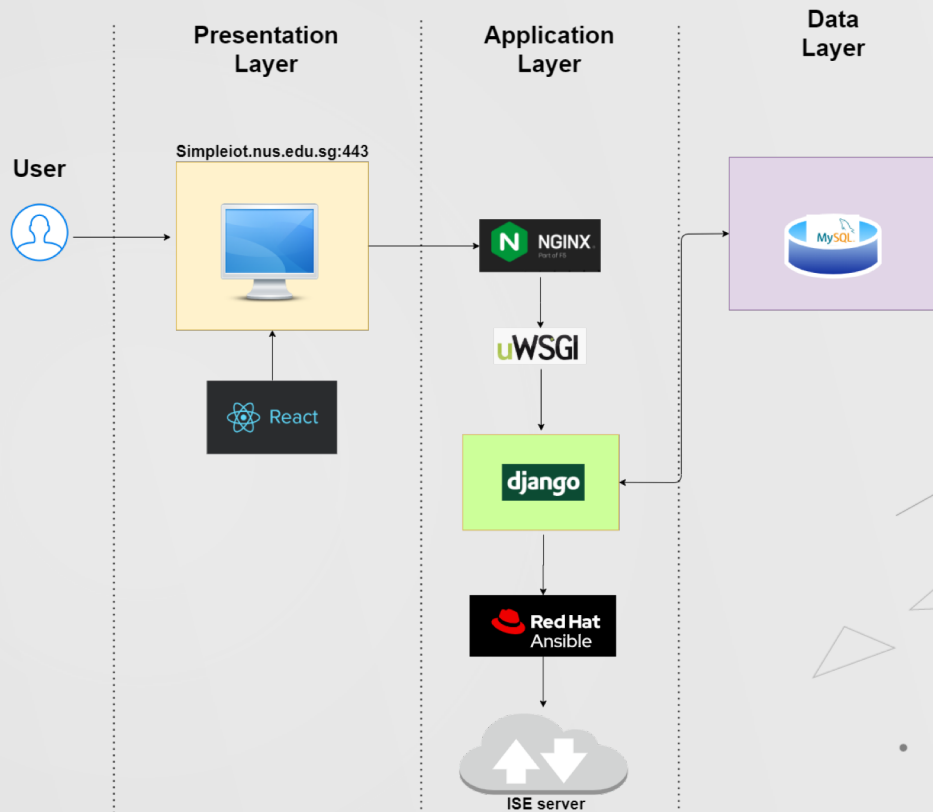 Presentation
Layer
Application
Layer
Data
Layer
User
Simpleiot.nus.edu.sg:443
NGINX
Part of F5
MySQL
uWSGI
React
django
Red Hat
Ansible
ISE server